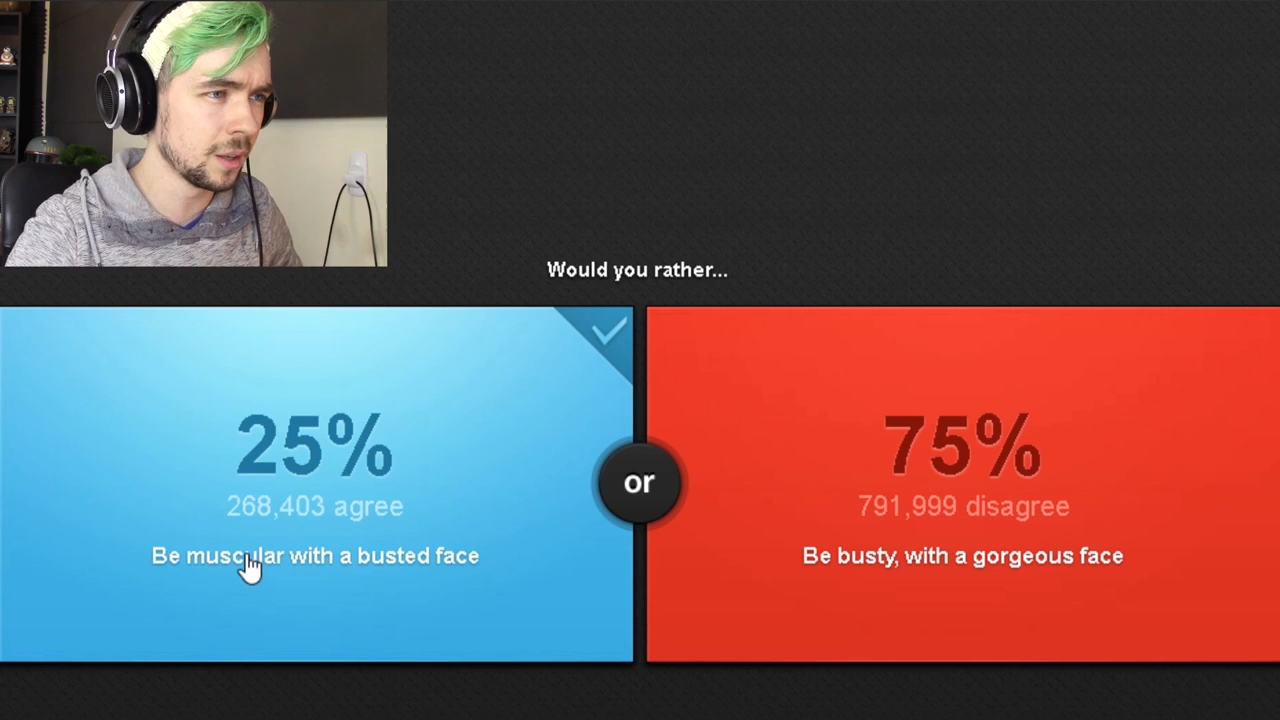 Would you rather...
25%
268,403 agree
Be muscular with a busted face
or
75%
791,999 disagree
Be busty, with a gorgeous face